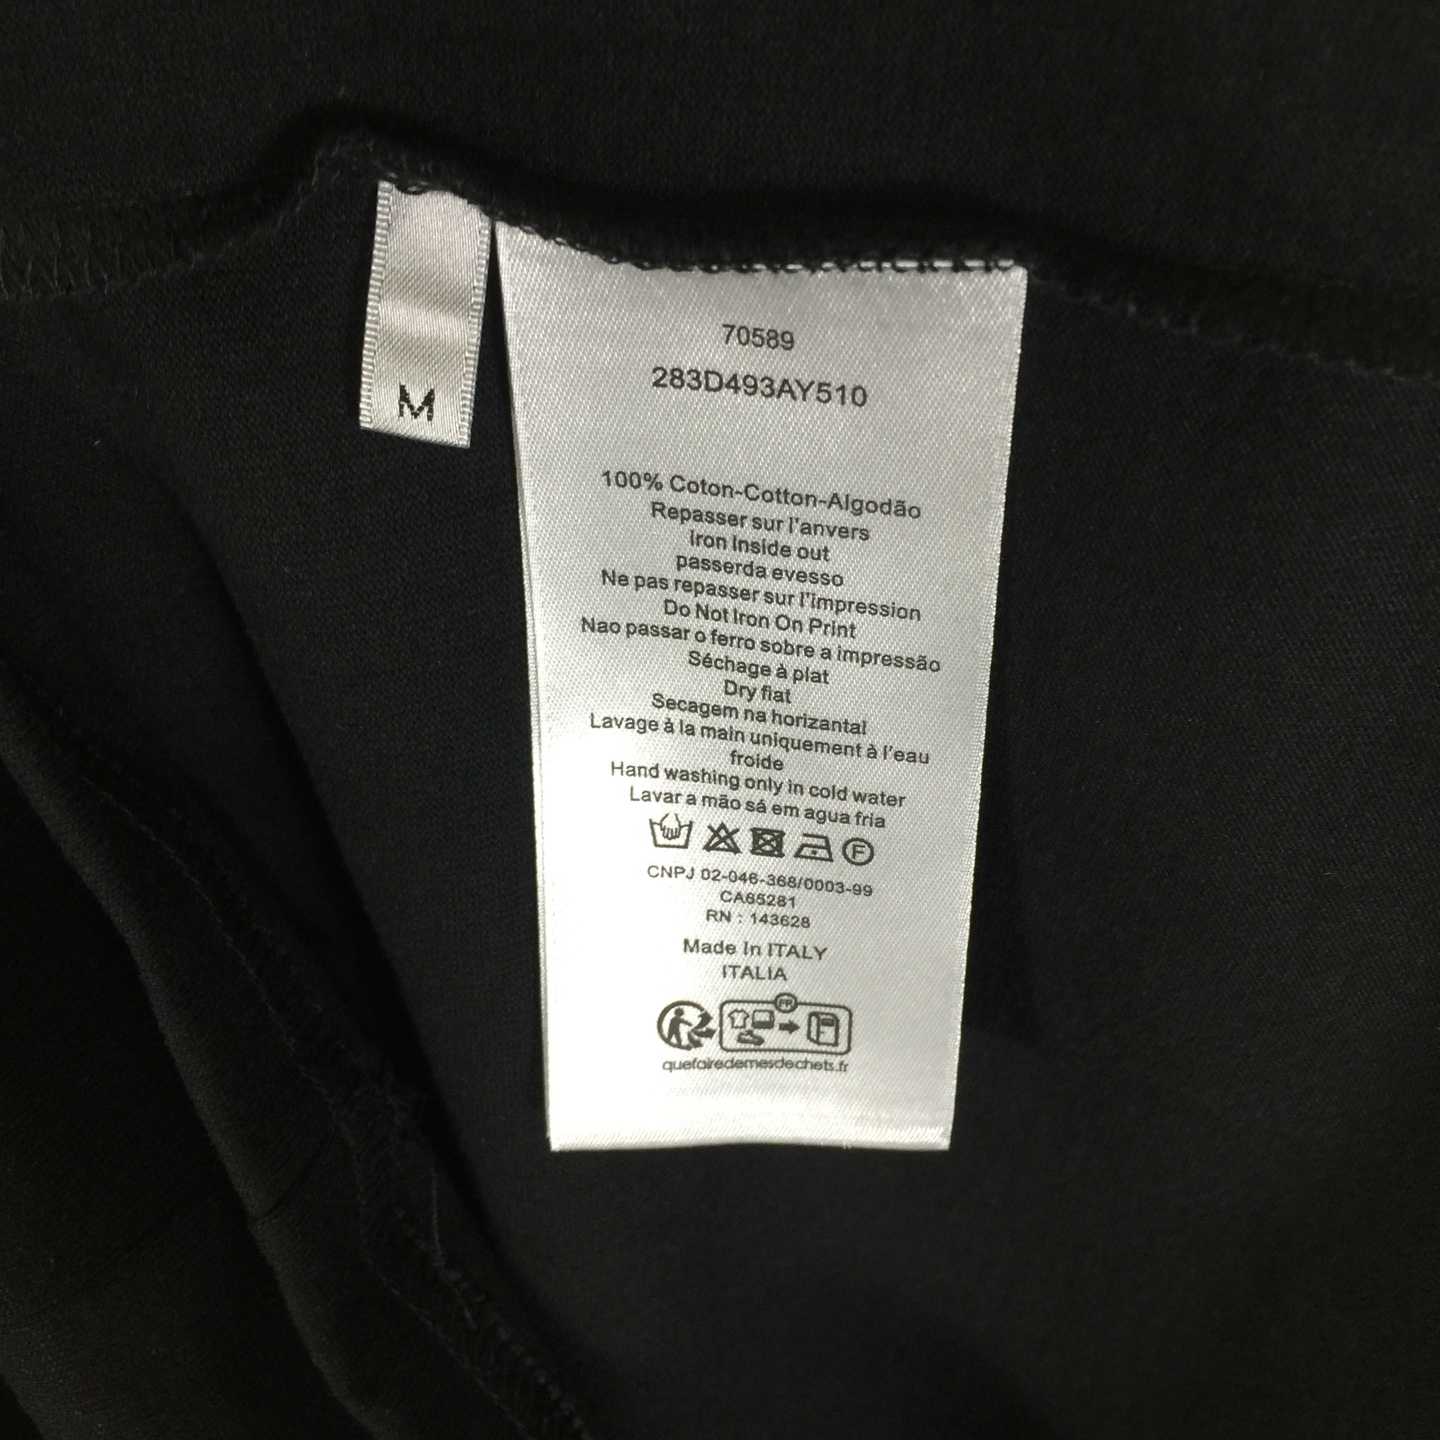 M
70589
283D493AY510
100% Coton-Cotton-Algodão
Repasser sur l'anvers
Iron Inside out
passerda evesso
Ne pas repasser sur l'impression
Do Not Iron On Print
Nao passar o ferro sobre a impressão
Séchage à plat
Dry flat
Secagem na horizantal
Lavage à la main uniquement à l'eau
froide
Hand washing only in cold water
Lavar a mão sá em agua fria
F
CNPJ 02-046-368/0003-99
CA65281
RN : 143628
Made In ITALY
ITALIA
FR
quefairedemesdechets.fr